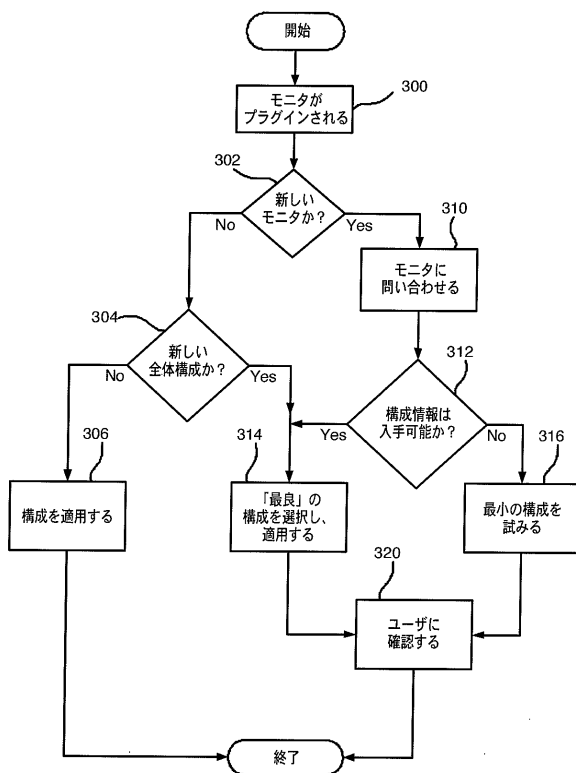 開始
モニタが
プラグインされる
300
302
新しい
モニタか？
No
Yes
310
モニタに
問い合わせる
304
新しい
全体構成か？
No
Yes
312
構成情報は
入手可能か？
Yes
No
306
構成を適用する
314
「最良」の
構成を選択し、
適用する
316
最小の構成を
試みる
320
ユーザに
確認する
終了